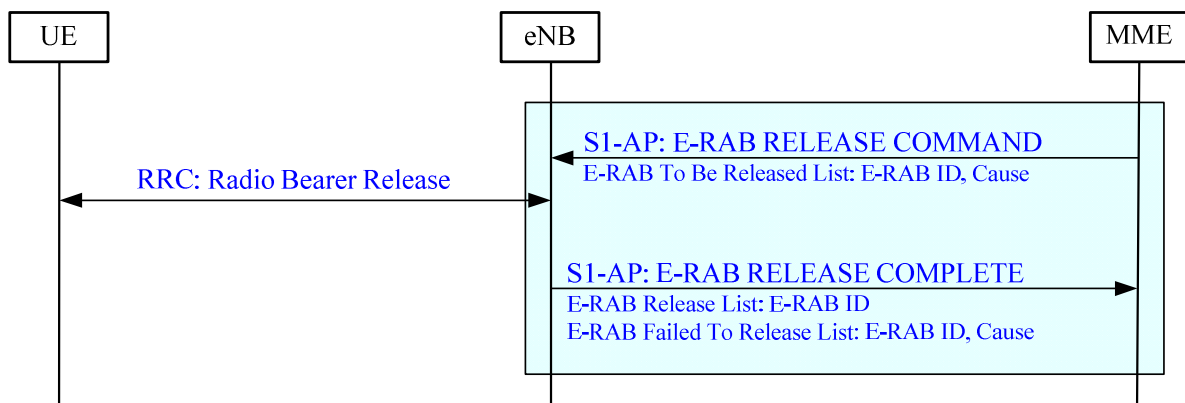 UE
eNB
MME
S1-AP: E-RAB RELEASE COMMAND
E-RAB To Be Released List: E-RAB ID, Cause
RRC: Radio Bearer Release
S1-AP: E-RAB RELEASE COMPLETE
E-RAB Release List: E-RAB ID
E-RAB Failed To Release List: E-RAB ID, Cause